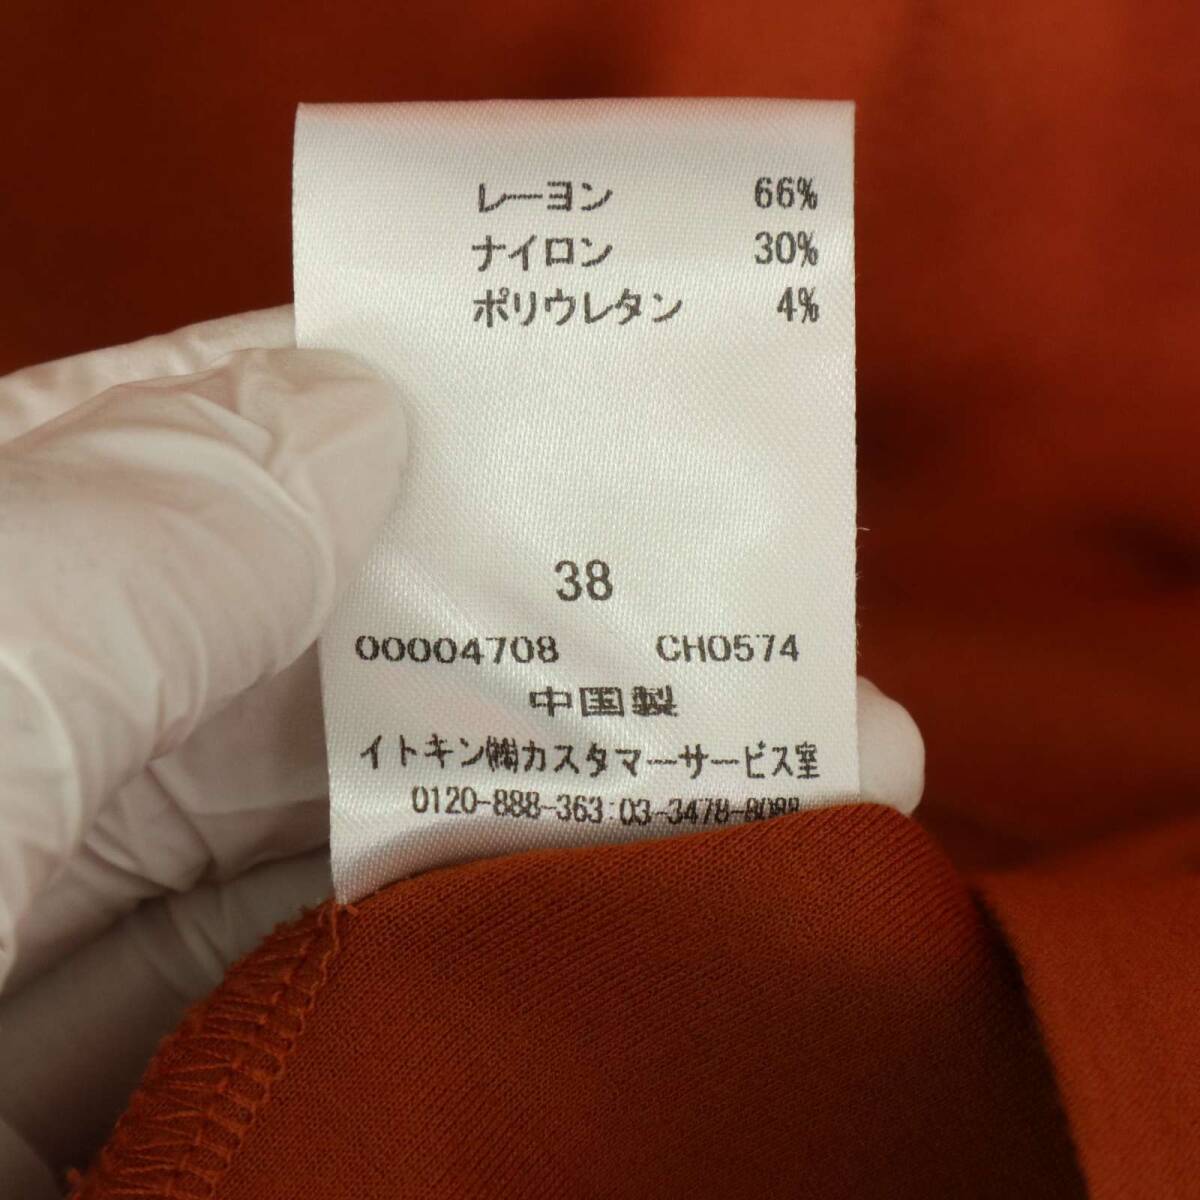 レーヨン 66%
ナイロン 30%
ポリウレタン 4%
38
00004708 CH0574
中国製
イトキン㈱カスタマーサービス室
0120-888-363 03-3478-8088